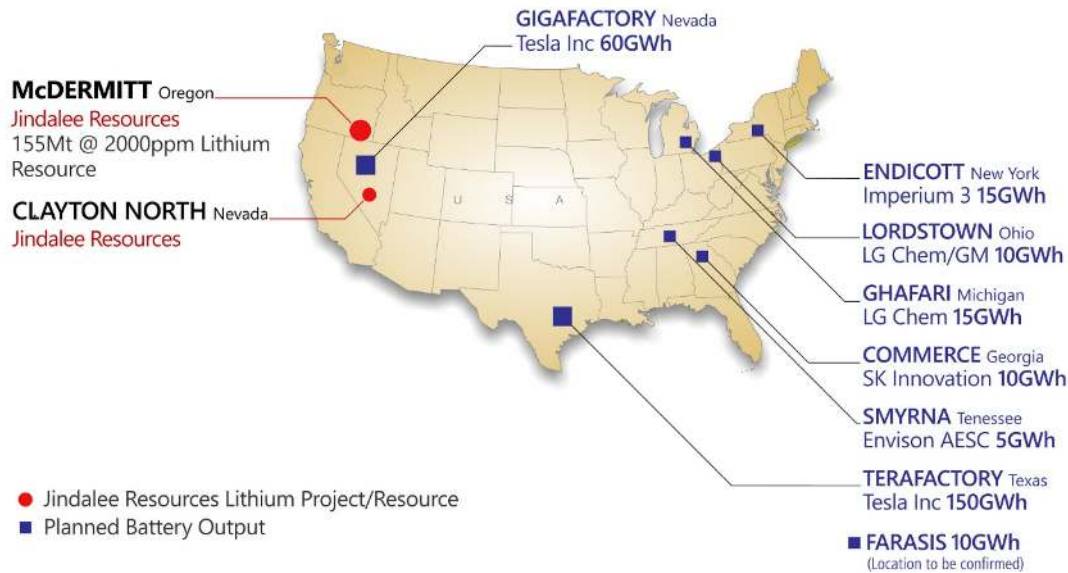 GIGAFACTORY Nevada
Tesla Inc 60GWh
McDERMITT Oregon
Jindalee Resources
155Mt @ 2000ppm Lithium
Resource
CLAYTON NORTH Nevada
Jindalee Resources
U S A
ENDICOTT New York
Imperium 3 15GWh
LORDSTOWN Ohio
LG Chem/GM 10GWh
GHAFARI Michigan
LG Chem 15GWh
COMMERCE Georgia
SK Innovation 10GWh
SMYRNA Tenessee
Envison AESC 5GWh
TERAFACTORY Texas
Tesla Inc 150GWh
FARASIS 10GWh
(Location to be confirmed)
Jindalee Resources Lithium Project/Resource
Planned Battery Output